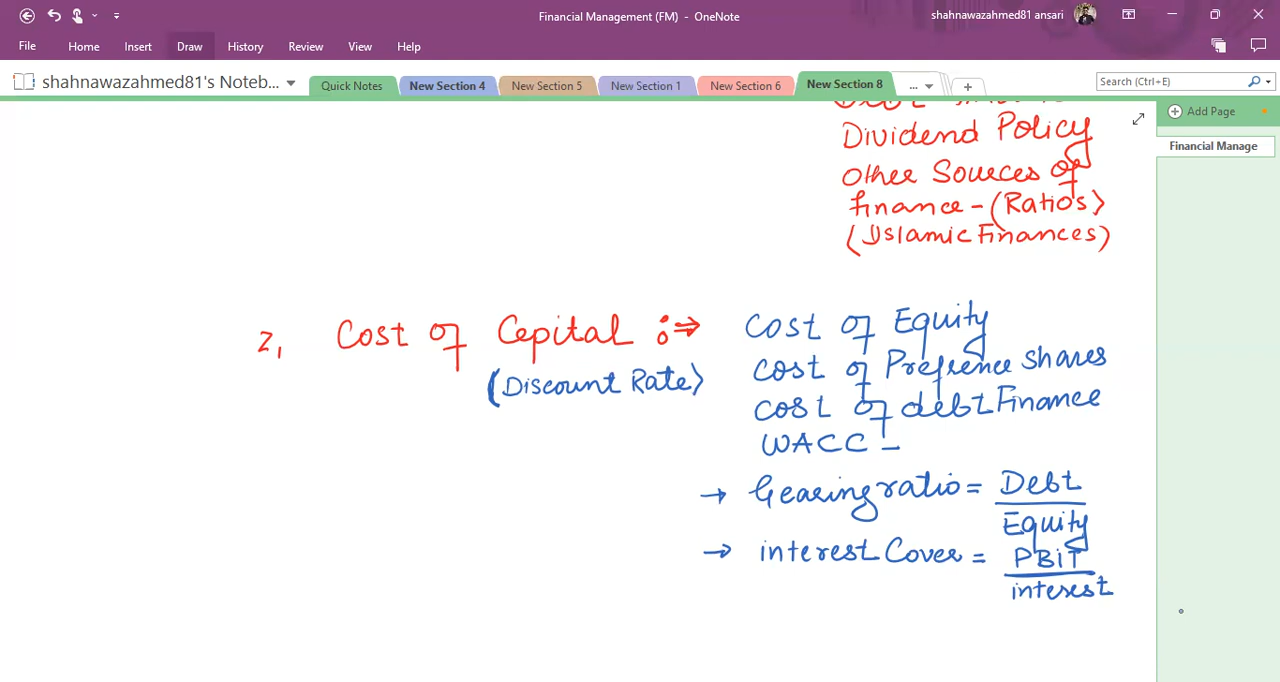 Financial Management (FM) - OneNote
shahnawazahmed81 ansari
File Home Insert Draw History Review View Help
shahnawazahmed81's Noteb...
Quick Notes New Section 4 New Section 5 New Section 1 New Section 6 New Section 8 ... +
Search (Ctrl+E)
Add Page
Financial Manage
Dividend Policy
Other Sources of
finance - (Ratios)
(Islamic Finances)
2, Cost of Cepital :⇒ Cost of Equity
(Discount Rate)
Cost of Prefrence Shares
Cost of debt Finance
WACC -
→ Gearing ratio = Debt
Equity
→ interest Cover = PBiT
interest